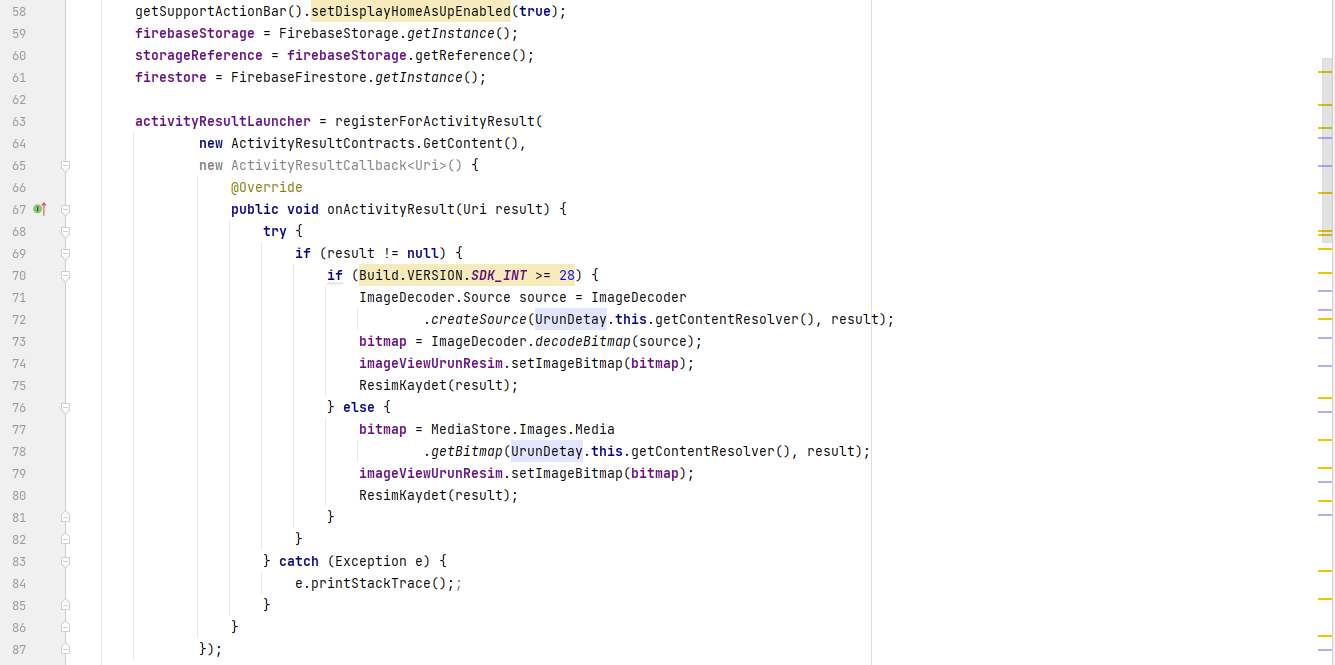 58 getSupportActionBar().setDisplayHomeAsUpEnabled(true);
59 firebaseStorage = FirebaseStorage.getInstance();
60 storageReference = firebaseStorage.getReference();
61 firestore = FirebaseFirestore.getInstance();
62
63 activityResultLauncher = registerForActivityResult(
64 new ActivityResultContracts.GetContent(),
65 new ActivityResultCallback<Uri>() {
66 @Override
67 public void onActivityResult(Uri result) {
68 try {
69 if (result != null) {
70 if (Build.VERSION.SDK_INT >= 28) {
71 ImageDecoder.Source source = ImageDecoder
72 .createSource(UrunDetay.this.getContentResolver(), result);
73 bitmap = ImageDecoder.decodeBitmap(source);
74 imageViewUrunResim.setImageBitmap(bitmap);
75 ResimKaydet(result);
76 } else {
77 bitmap = MediaStore.Images.Media
78 .getBitmap(UrunDetay.this.getContentResolver(), result);
79 imageViewUrunResim.setImageBitmap(bitmap);
80 ResimKaydet(result);
81 }
82 }
83 } catch (Exception e) {
84 e.printStackTrace();;
85 }
86 }
87 });